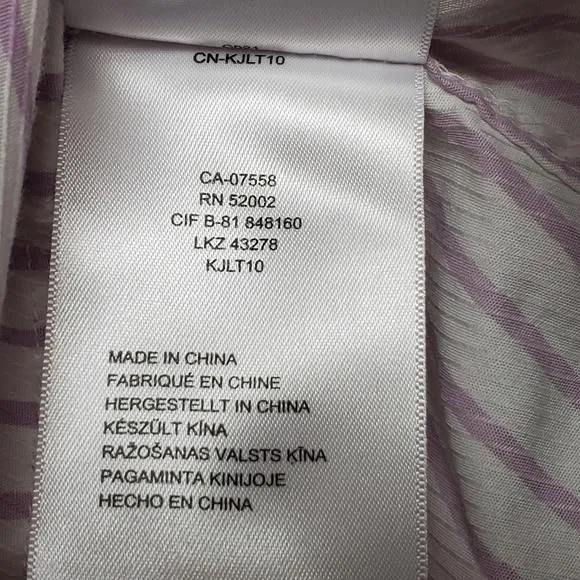 CN-KJLT10
CA-07558
RN 52002
CIF B-81 848160
LKZ 43278
KJLT10
MADE IN CHINA
FABRIQUÉ EN CHINE
HERGESTELLT IN CHINA
KÉSZÜLT KÍNA
RAŽOŠANAS VALSTS ĶĪNA
PAGAMINTA KINIJOJE
HECHO EN CHINA